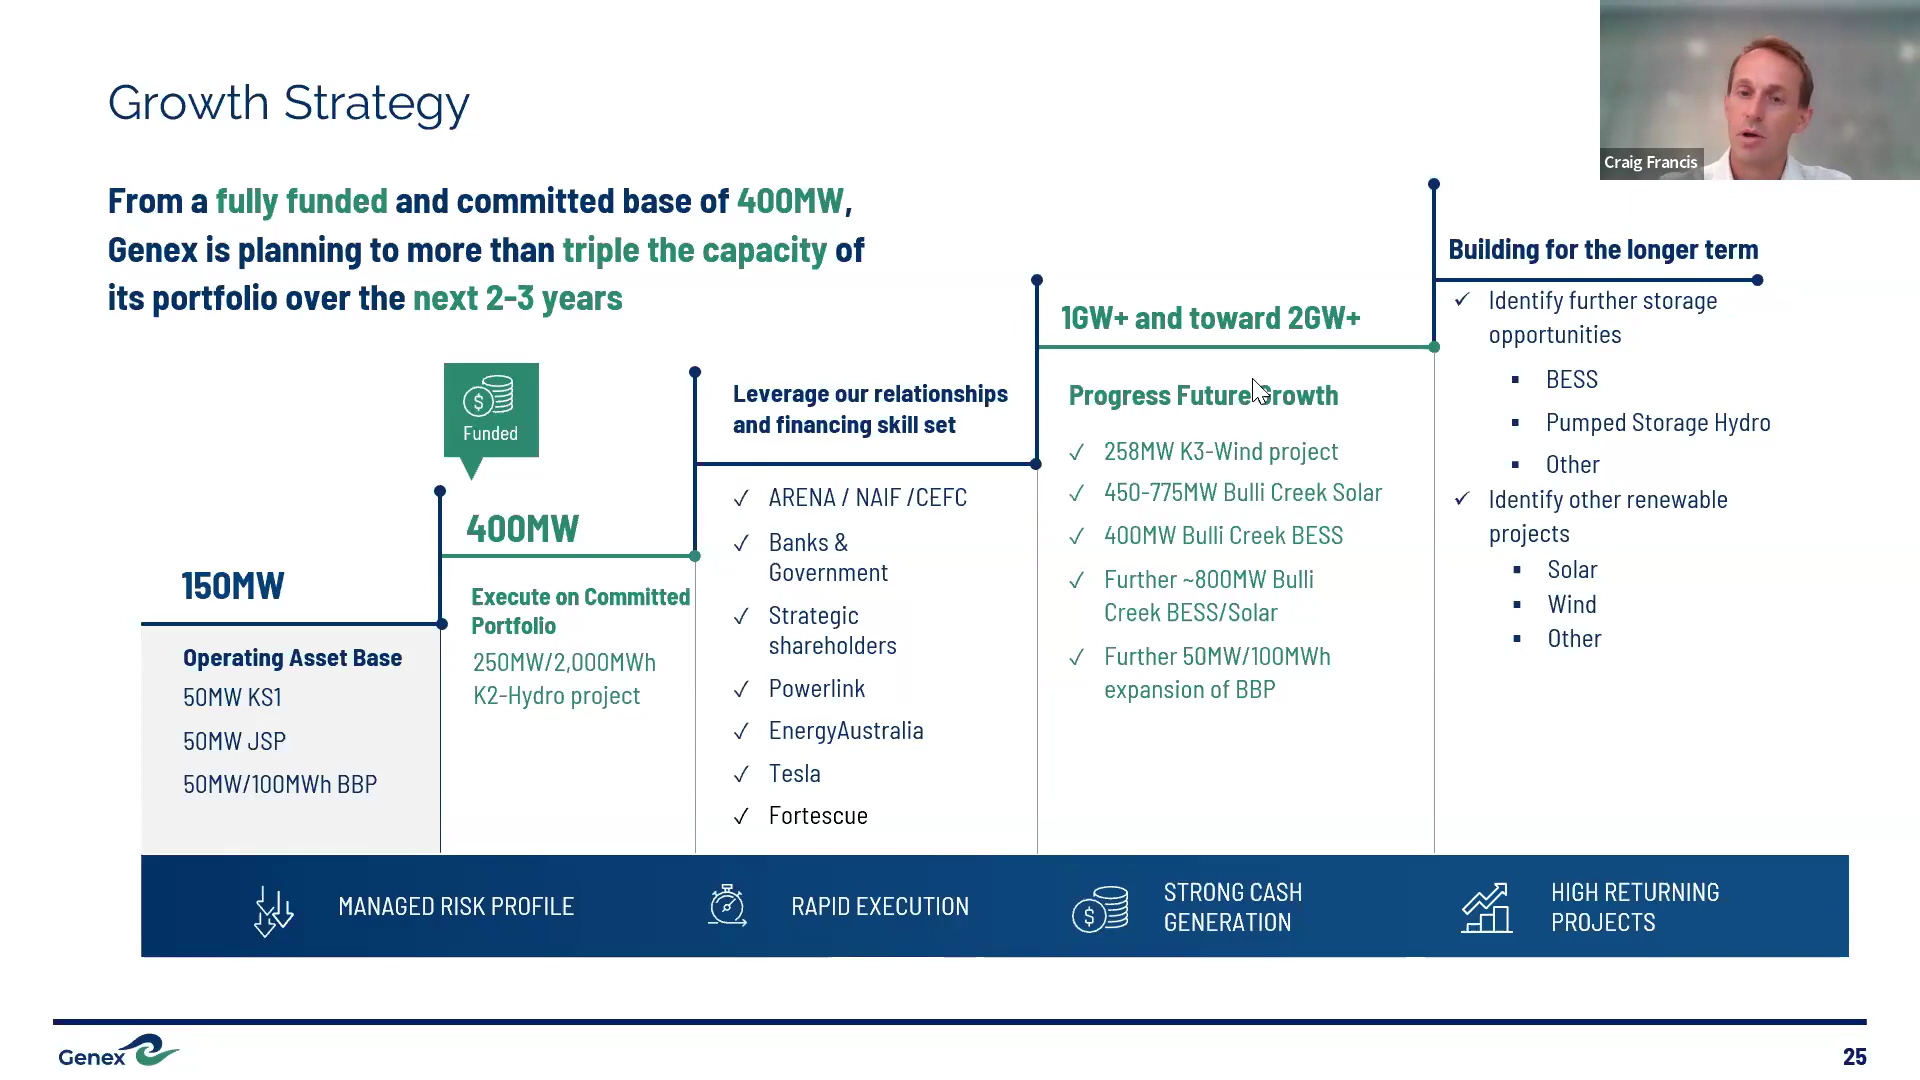 Growth Strategy
Craig Francis
From a fully funded and committed base of 400MW,
Genex is planning to more than triple the capacity of
its portfolio over the next 2-3 years
150MW
Operating Asset Base
50MW KS1
50MW JSP
50MW/100MWh BBP
$
Funded
400MW
Execute on Committed
Portfolio
250MW/2,000MWh
K2-Hydro project
Leverage our relationships
and financing skill set
✓ ARENA / NAIF /CEFC
✓ Banks &
Government
✓ Strategic
shareholders
✓ Powerlink
✓ EnergyAustralia
✓ Tesla
✓ Fortescue
1GW+ and toward 2GW+
Progress Future Growth
✓ 258MW K3-Wind project
✓ 450-775MW Bulli Creek Solar
✓ 400MW Bulli Creek BESS
✓ Further ~800MW Bulli
Creek BESS/Solar
✓ Further 50MW/100MWh
expansion of BBP
Building for the longer term
✓ Identify further storage
opportunities
▪ BESS
▪ Pumped Storage Hydro
▪ Other
✓ Identify other renewable
projects
▪ Solar
▪ Wind
▪ Other
MANAGED RISK PROFILE
RAPID EXECUTION
$
STRONG CASH
GENERATION
HIGH RETURNING
PROJECTS
Genex
25